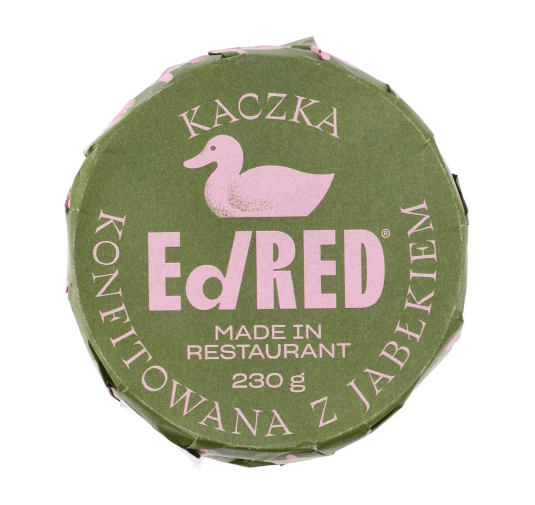 KACZKA
EdRED®
MADE IN
RESTAURANT
230 g
KONFITOWANA Z JABŁKIEM